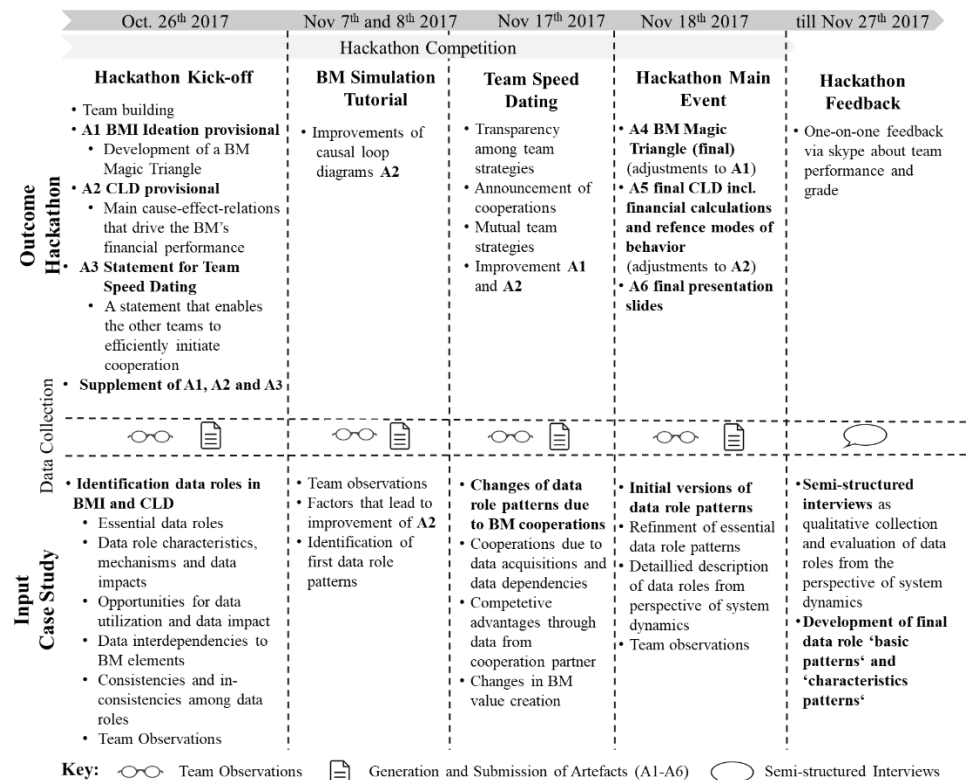 Oct. 26th 2017
Nov 7th and 8th 2017
Nov 17th 2017
Nov 18th 2017
till Nov 27th 2017
Hackathon Competition
Outcome
Hackathon
Hackathon Kick-off
• Team building
• A1 BMI Ideation provisional
• Development of a BM
Magic Triangle
• A2 CLD provisional
• Main cause-effect-relations
that drive the BM's
financial performance
• A3 Statement for Team
Speed Dating
• A statement that enables
the other teams to
efficiently initiate
cooperation
• Supplement of A1, A2 and A3
BM Simulation
Tutorial
• Improvements of
causal loop
diagrams A2
Team Speed
Dating
• Transparency
among team
strategies
• Announcement of
cooperations
• Mutual team
strategies
• Improvement A1
and A2
Hackathon Main
Event
• A4 BM Magic
Triangle (final)
(adjustments to A1)
• A5 final CLD incl.
financial calculations
and refence modes of
behavior
(adjustments to A2)
• A6 final presentation
slides
Hackathon
Feedback
• One-on-one feedback
via skype about team
performance and
grade
Data Collection
Input
Case Study
• Identification data roles in
BMI and CLD
• Essential data roles
• Data role characteristics,
mechanisms and data
impacts
• Opportunities for data
utilization and data impact
• Data interdependencies to
BM elements
• Consistencies and in-
consistencies among data
roles
• Team Observations
• Team observations
• Factors that lead to
improvement of A2
• Identification of
first data role
patterns
• Changes of data
role patterns due
to BM cooperations
• Cooperations due to
data acquisitions and
data dependencies
• Competetive
advantages through
data from
cooperation partner
• Changes in BM
value creation
• Initial versions of
data role patterns
• Refinment of essential
data role patterns
• Detaillied description
of data roles from
perspective of system
dynamics
• Team observations
• Semi-structured
interviews as
qualitative collection
and evaluation of data
roles from the
perspective of system
dynamics
• Development of final
data role ‘basic
patterns‘ and
‘characteristics
patterns‘
Key: Team Observations Generation and Submission of Artefacts (A1-A6) Semi-structured Interviews